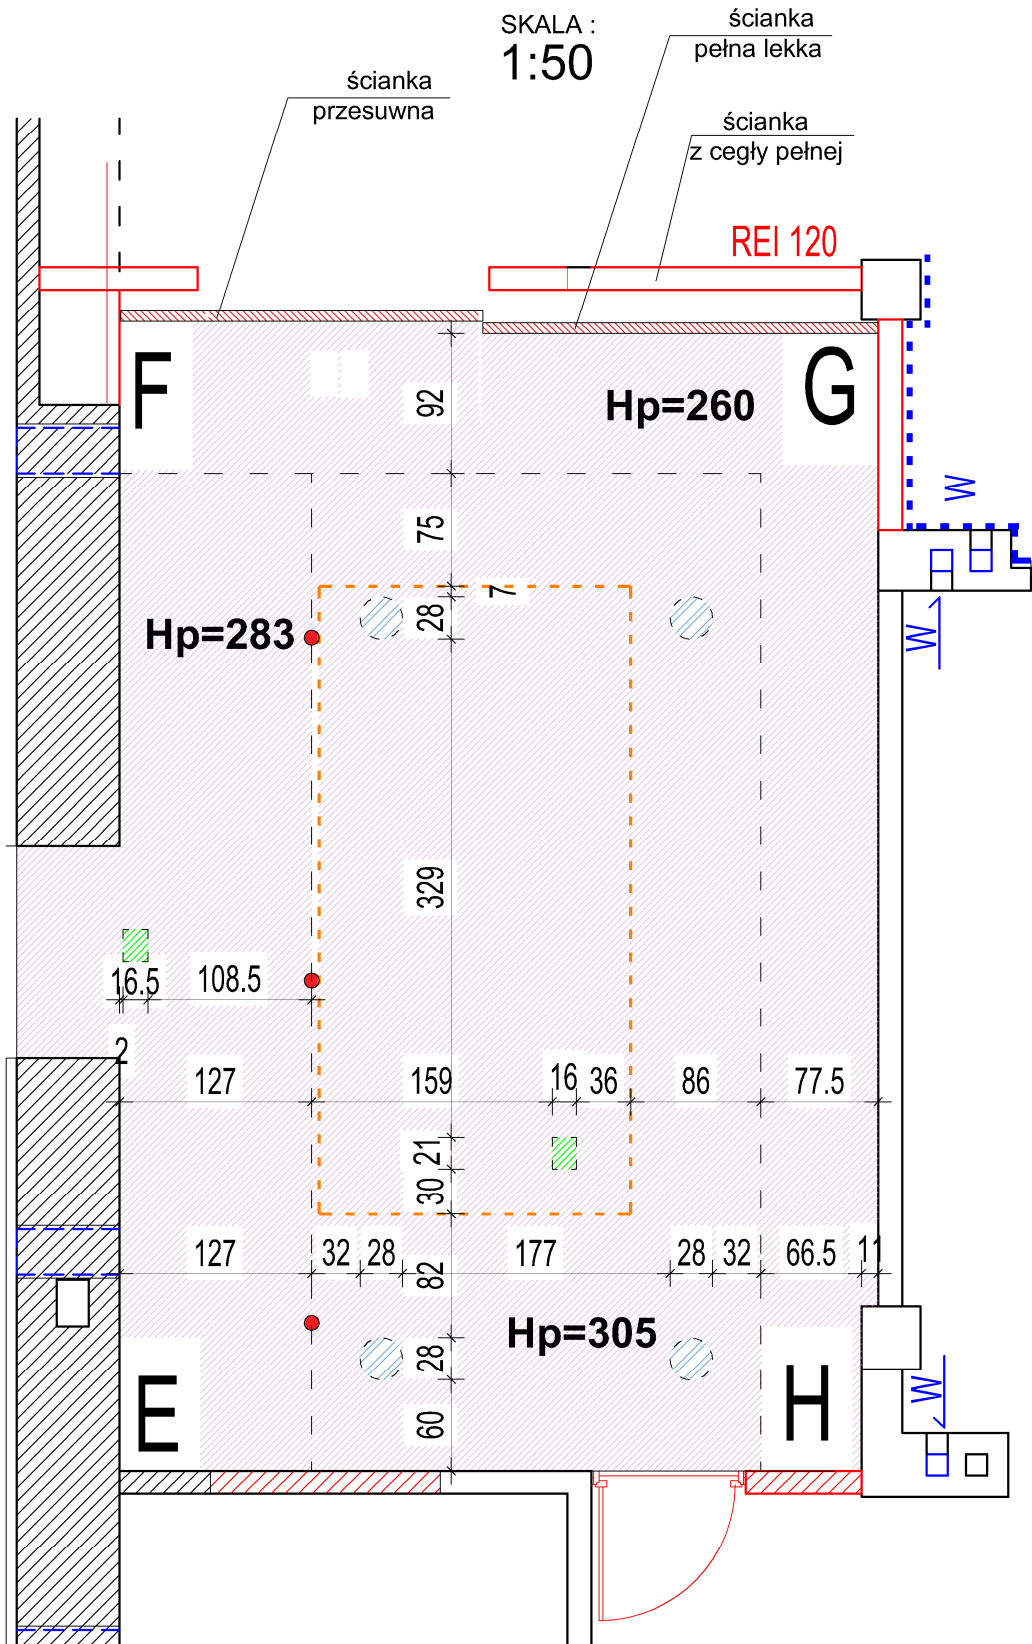 SKALA :
1:50
ścianka
pełna lekka
ścianka
przesuwna
ścianka
z cegły pełnej
REI 120
F
G
92
Hp=260
W
75
7
28
Hp=283
W
329
16.5
108.5
2
127
159
16
36
86
77.5
21
30
127
32
28
177
28
32
66.5
11
82
Hp=305
28
E
H
W
60